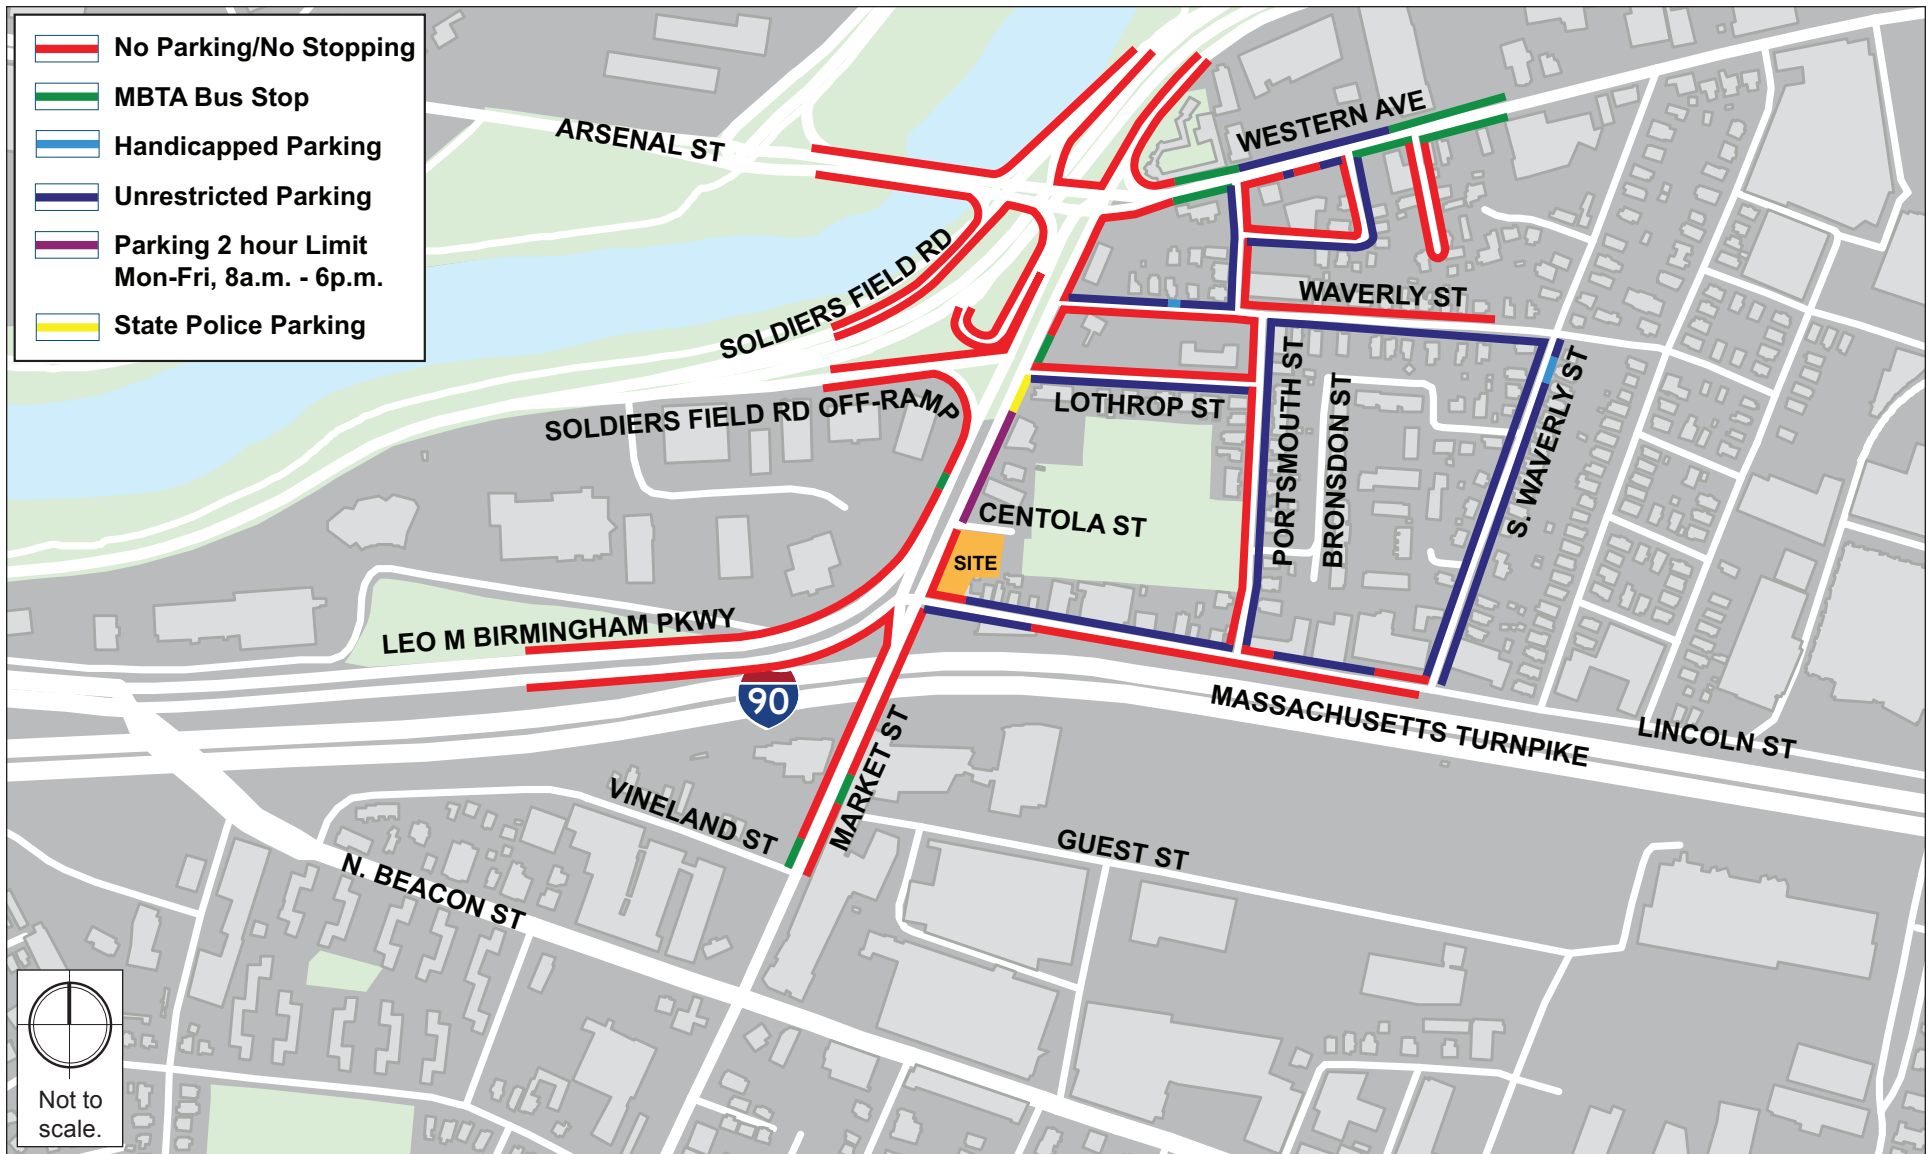 No Parking/No Stopping
MBTA Bus Stop
Handicapped Parking
Unrestricted Parking
Parking 2 hour Limit
Mon-Fri, 8a.m. - 6p.m.
State Police Parking
ARSENAL ST
WESTERN AVE
SOLDIERS FIELD RD
WAVERLY ST
SOLDIERS FIELD RD OFF-RAMP
LOTHROP ST
PORTSMOUTH ST
BRONSDON ST
S. WAVERLY ST
CENTOLA ST
SITE
LEO M BIRMINGHAM PKWY
90
MASSACHUSETTS TURNPIKE
LINCOLN ST
MARKET ST
VINELAND ST
GUEST ST
N. BEACON ST
Not to
scale.